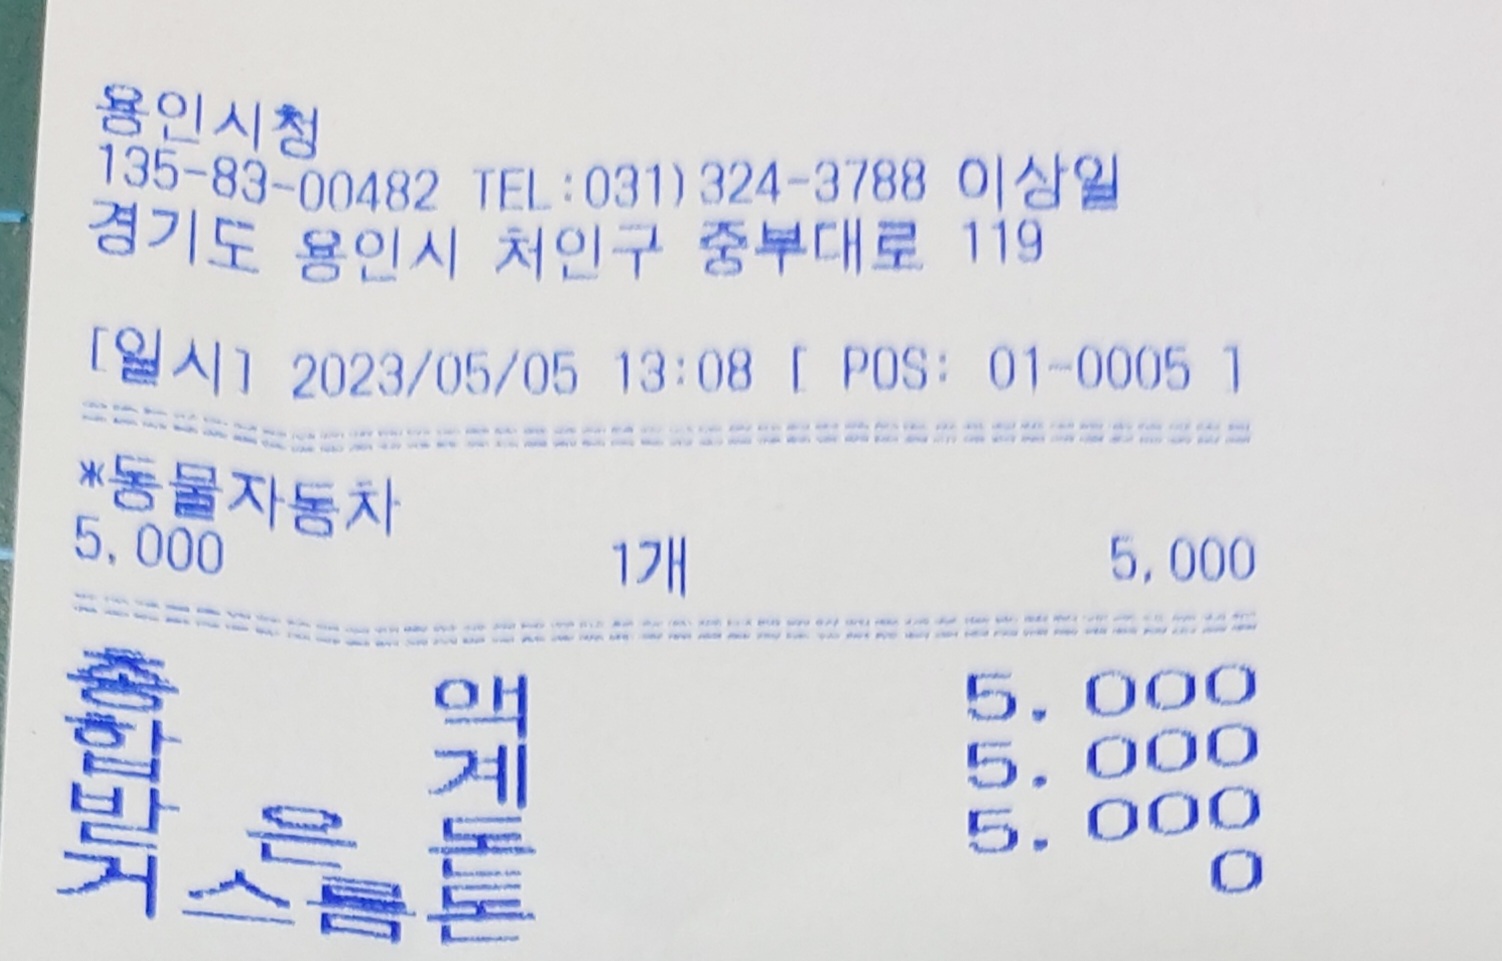 용인시청
135-83-00482 TEL:031)324-3788 이상일
경기도 용인시 처인구 중부대로 119
[일시] 2023/05/05 13:08 [ POS: 01-0005 ]
*동물자동차
5,000 1개 5,000
총 액 5,000
합 계 5,000
받 은 돈 5,000
거스름돈 0